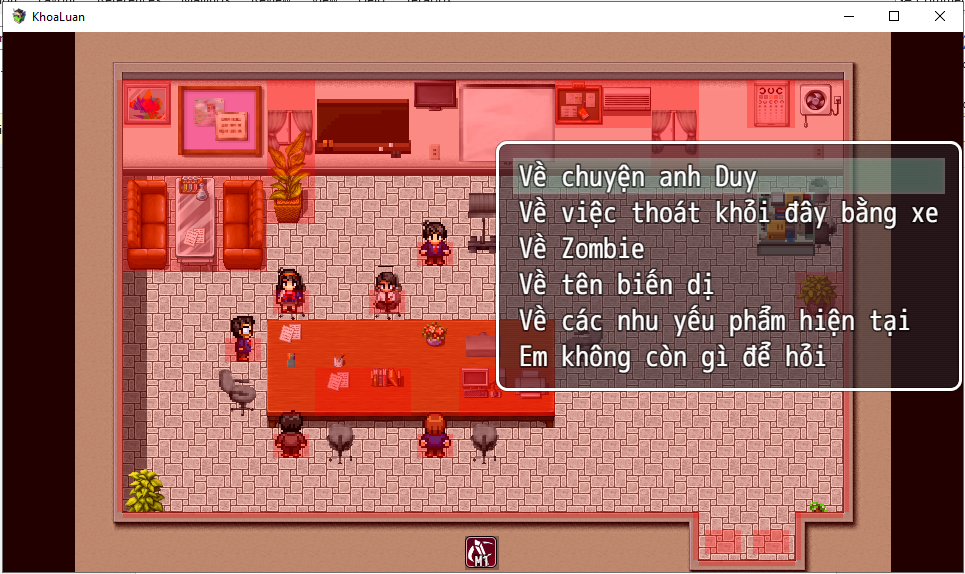 KhoaLuan
Về chuyện anh Duy
Về việc thoát khỏi đây bằng xe
Về Zombie
Về tên biến dị
Về các nhu yếu phẩm hiện tại
Em không còn gì để hỏi
MT